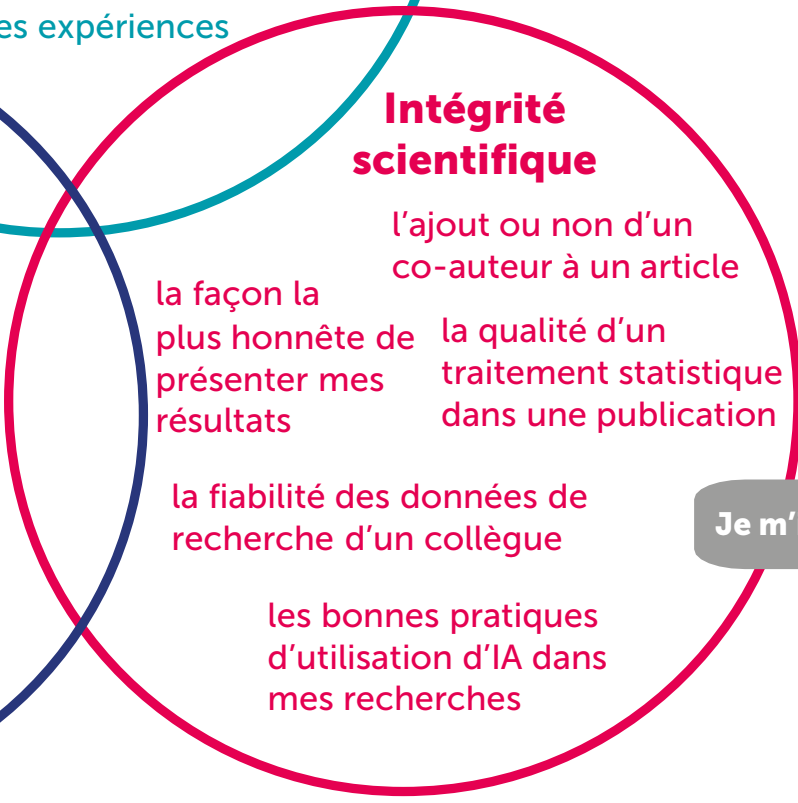 es expériences
Intégrité
scientifique
l'ajout ou non d'un
co-auteur à un article
la façon la
plus honnête de
présenter mes
résultats
la qualité d'un
traitement statistique
dans une publication
la fiabilité des données de
recherche d'un collègue
Je m'
les bonnes pratiques
d'utilisation d'IA dans
mes recherches